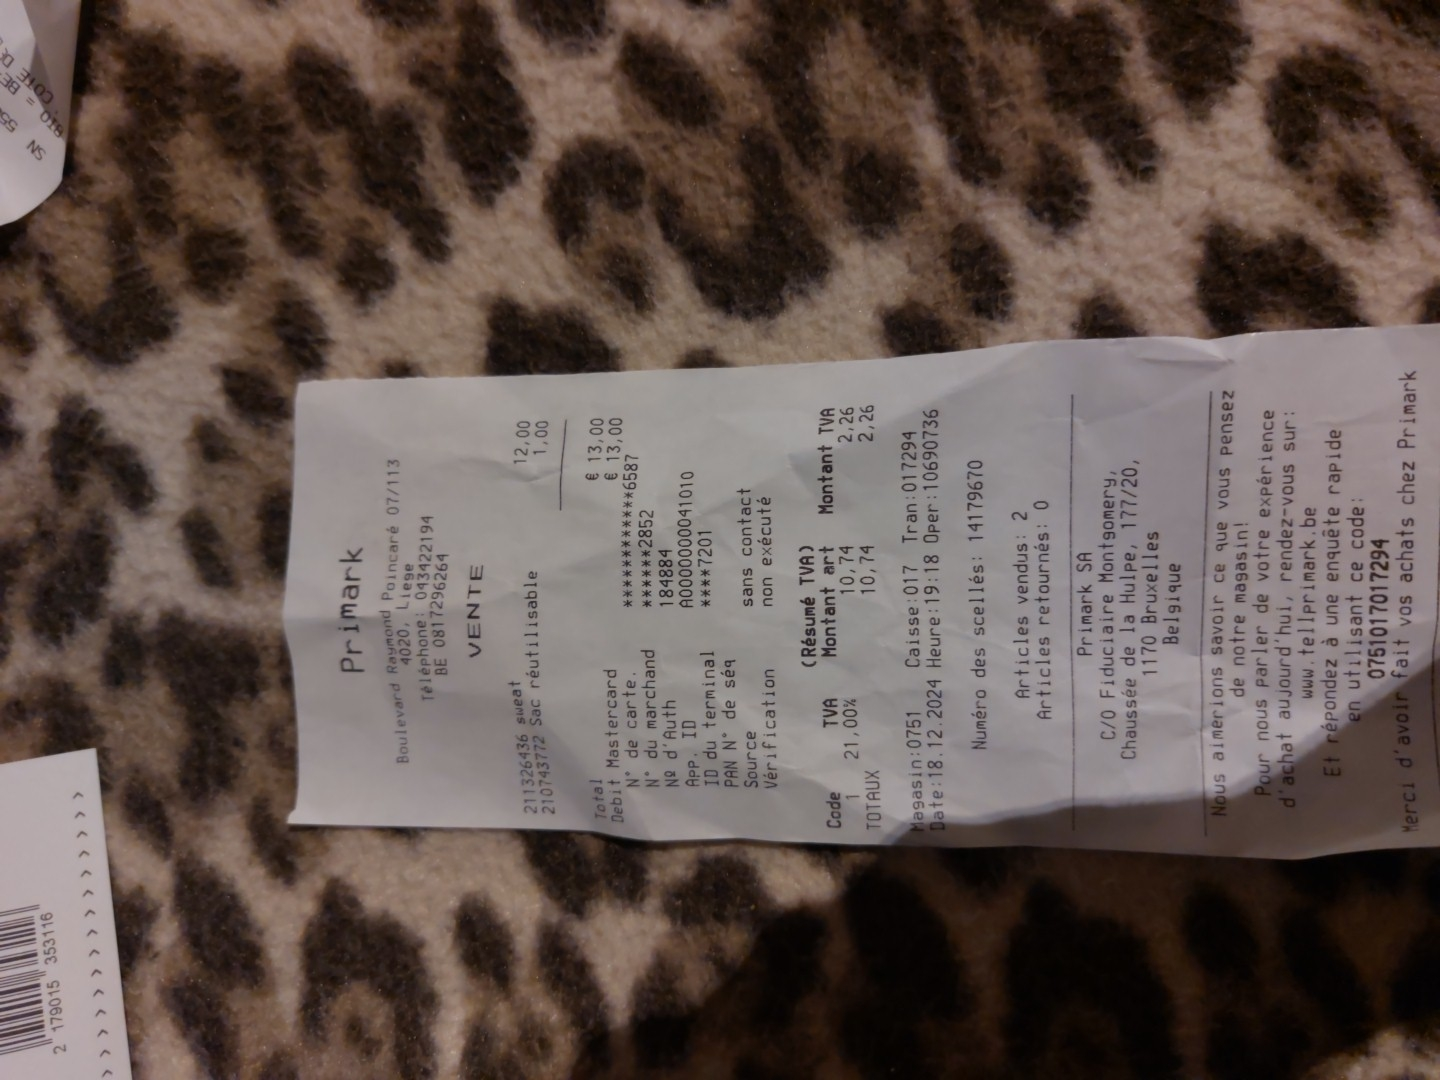 Primark
Boulevard Raymond Poincaré 07/113
4020, Liege
Téléphone: 043422194
BE 0817296264
VENTE
211326436 sweat 12,00
210743772 Sac réutilisable 1,00
Total € 13,00
Debit Mastercard € 13,00
N° de carte. ************6587
N° du marchand ******2852
Nº d'Auth 184884
App. ID A0000000041010
ID du terminal ****7201
PAN N° de séq
Source sans contact
Vérification non exécuté
(Résumé TVA)
Code TVA Montant art Montant TVA
1 21,00% 10,74 2,26
TOTAUX 10,74 2,26
Magasin:0751 Caisse:017 Tran:017294
Date:18.12.2024 Heure:19:18 Oper:10690736
Numéro des scellés: 14179670
Articles vendus: 2
Articles retournés: 0
Primark SA
C/O Fiduciaire Montgomery,
Chaussée de la Hulpe, 177/20,
1170 Bruxelles
Belgique
Nous aimerions savoir ce que vous pensez
de notre magasin!
Pour nous parler de votre expérience
d'achat aujourd'hui, rendez-vous sur:
www.tellprimark.be
Et répondez à une enquête rapide
en utilisant ce code:
075101701017294
Merci d'avoir fait vos achats chez Primark
2 179015 353116
SN